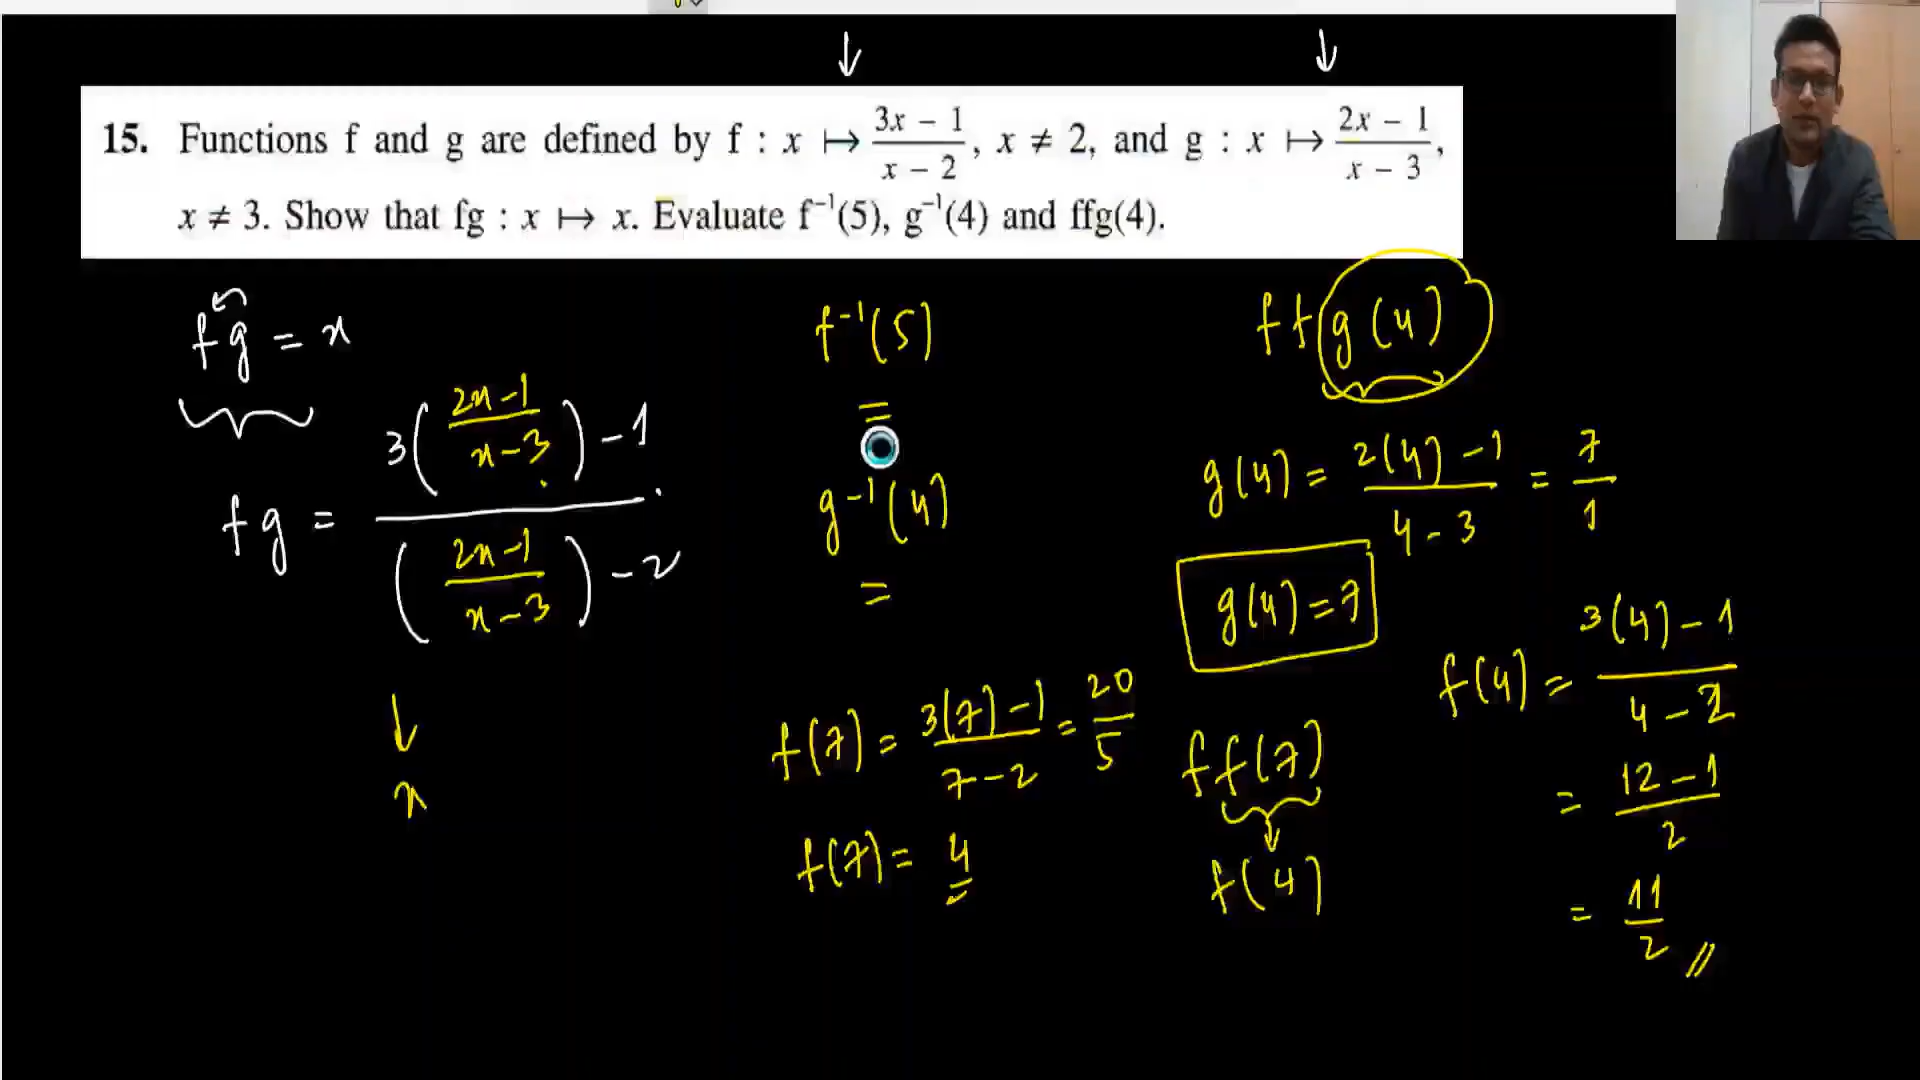 15. Functions f and g are defined by f : x ↦ (3x − 1)/(x − 2), x ≠ 2, and g : x ↦ (2x − 1)/(x − 3),
x ≠ 3. Show that fg : x ↦ x. Evaluate f⁻¹(5), g⁻¹(4) and ffg(4).
fg = x
fg = (3((2x-1)/(x-3)) - 1)/(((2x-1)/(x-3)) - 2)
↓
x
f⁻¹(5)
=
g⁻¹(4)
=
f(7) = (3(7)-1)/(7-2) = 20/5
f(7) = 4
ffg(4)
g(4) = (2(4)-1)/(4-3) = 7/1
g(4) = 7
ff(7)
↓
f(4)
f(4) = (3(4)-1)/(4-2)
= (12-1)/2
= 11/2 //